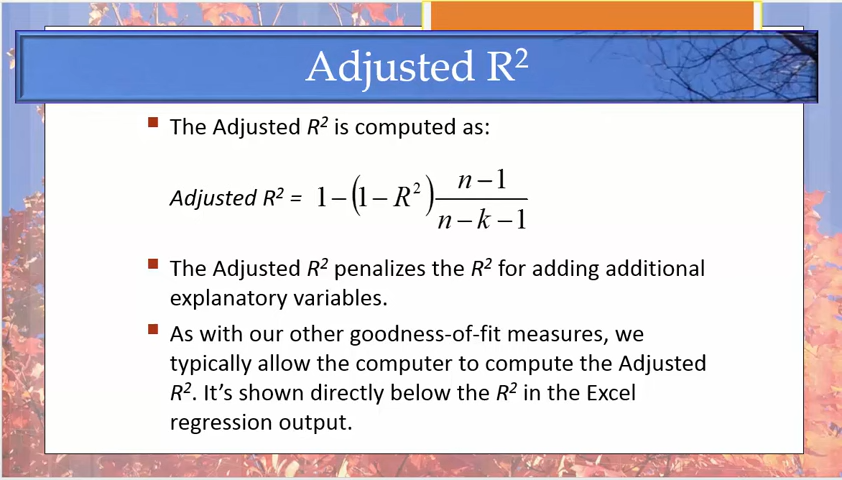 Adjusted R²
▪ The Adjusted R² is computed as:
Adjusted R² = 1 − (1 − R²) (n − 1)/(n − k − 1)
▪ The Adjusted R² penalizes the R² for adding additional
explanatory variables.
▪ As with our other goodness-of-fit measures, we
typically allow the computer to compute the Adjusted
R². It’s shown directly below the R² in the Excel
regression output.